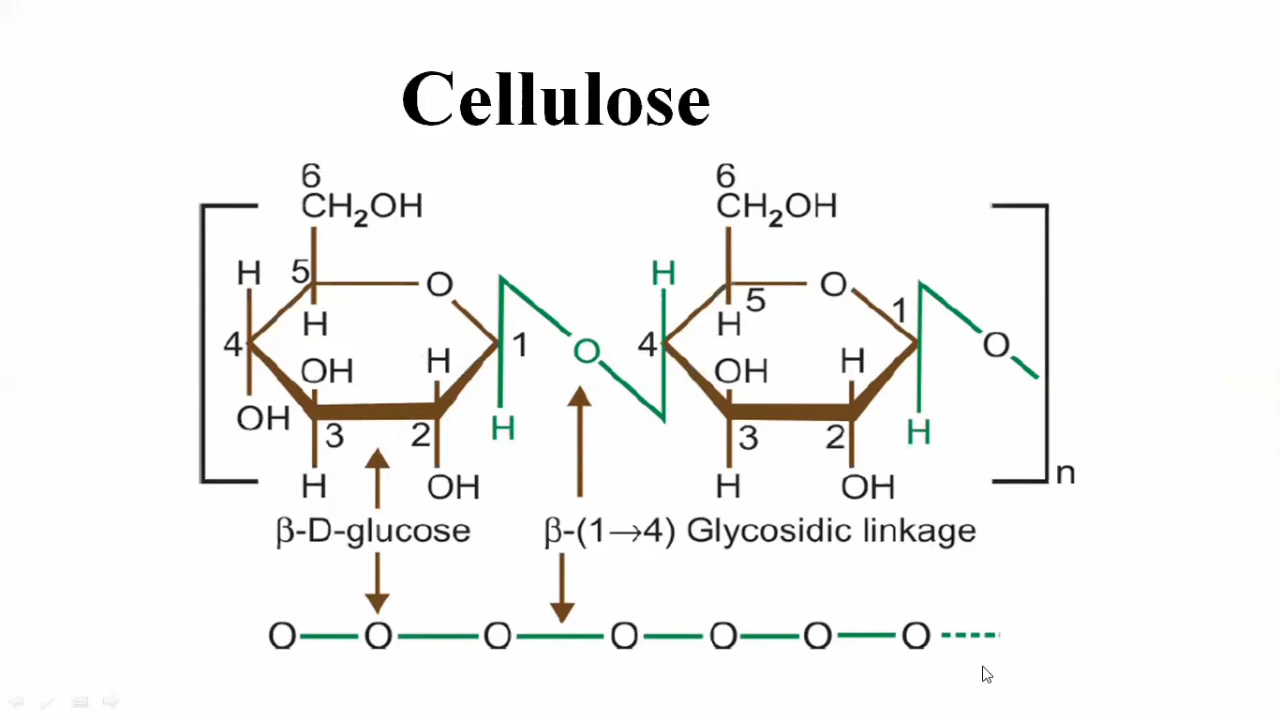 Cellulose
6 6
CH₂OH CH₂OH
H 5 O H 5 O 1
H H
4 1 O 4 O
OH H OH H
OH 3 2 H 3 2 H
H OH H OH n
β-D-glucose β-(1→4) Glycosidic linkage
O O O O O O O